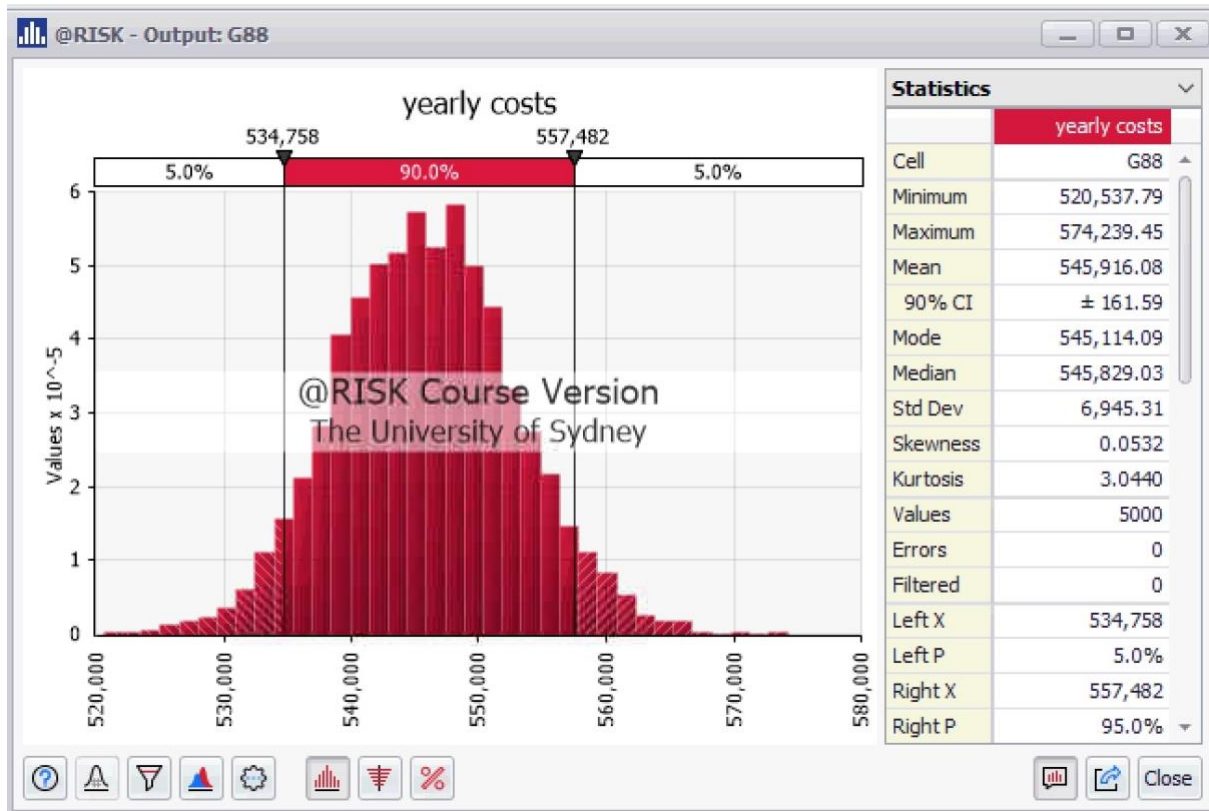 @RISK - Output: G88
yearly costs
534,758 557,482
5.0% 90.0% 5.0%
6
5
4
3
2
1
0
Values x 10^-5
@RISK Course Version
The University of Sydney
520,000
530,000
540,000
550,000
560,000
570,000
580,000
Statistics
yearly costs
Cell G88
Minimum 520,537.79
Maximum 574,239.45
Mean 545,916.08
90% CI ± 161.59
Mode 545,114.09
Median 545,829.03
Std Dev 6,945.31
Skewness 0.0532
Kurtosis 3.0440
Values 5000
Errors 0
Filtered 0
Left X 534,758
Left P 5.0%
Right X 557,482
Right P 95.0%
Close